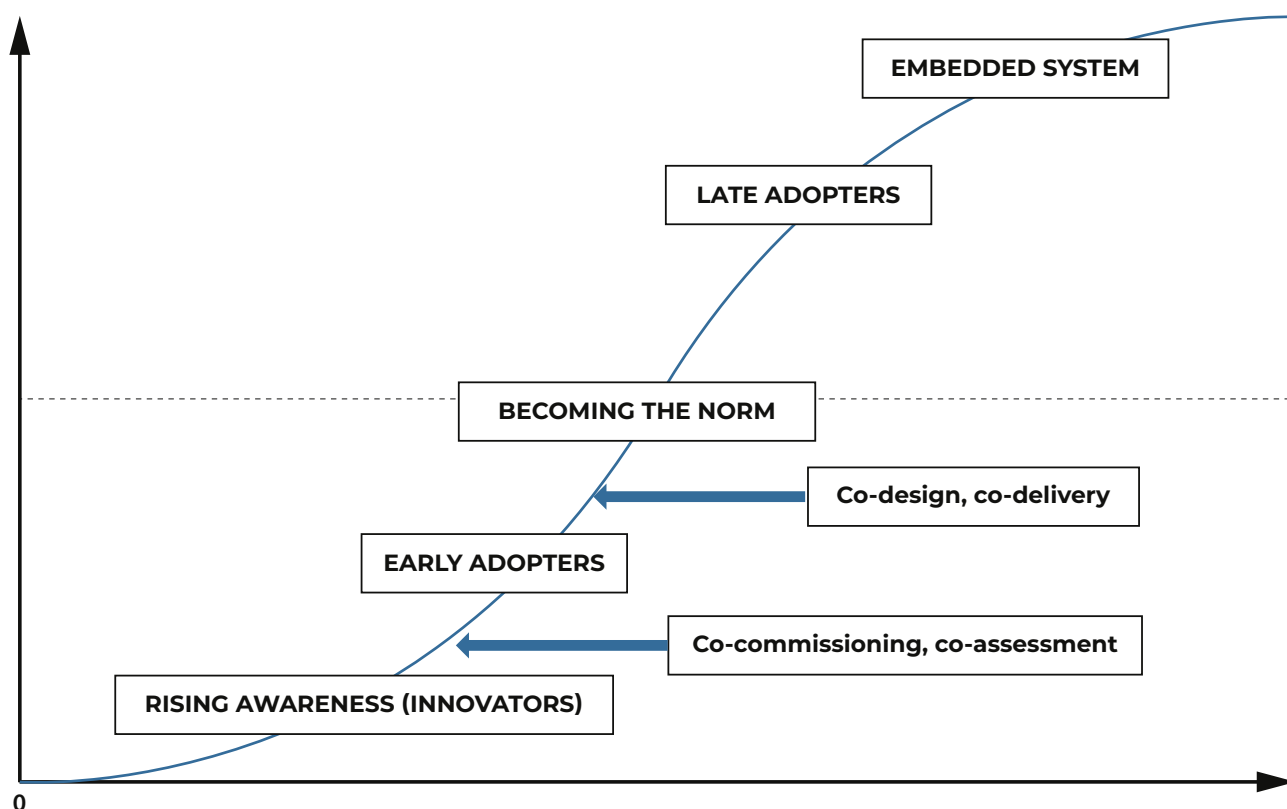 EMBEDDED SYSTEM
LATE ADOPTERS
BECOMING THE NORM
Co-design, co-delivery
EARLY ADOPTERS
Co-commissioning, co-assessment
RISING AWARENESS (INNOVATORS)
0